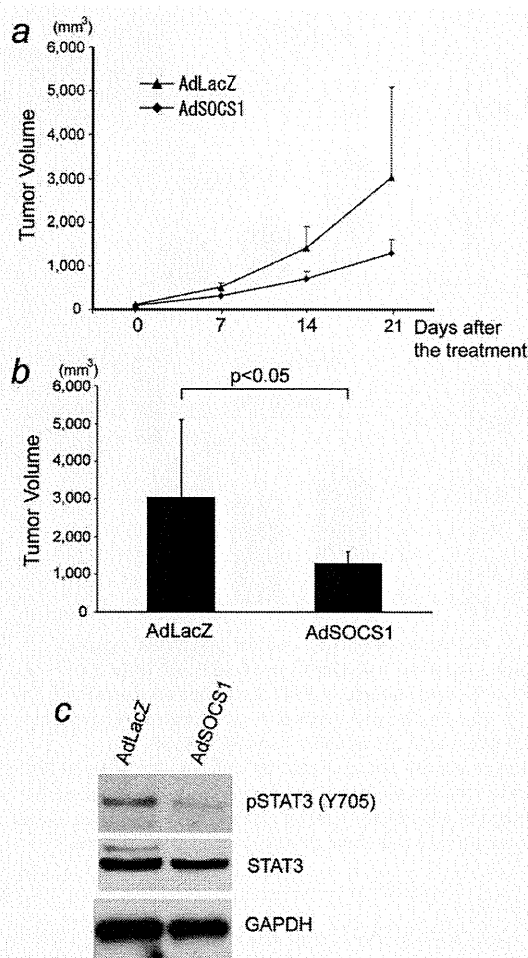 a
(mm³)
6,000
5,000
4,000
3,000
2,000
1,000
0
Tumor Volume
AdLacZ
AdSOCS1
0 7 14 21
Days after
the treatment
b
(mm³)
6,000
5,000
4,000
3,000
2,000
1,000
0
Tumor Volume
p<0.05
AdLacZ AdSOCS1
c
AdLacZ AdSOCS1
pSTAT3 (Y705)
STAT3
GAPDH